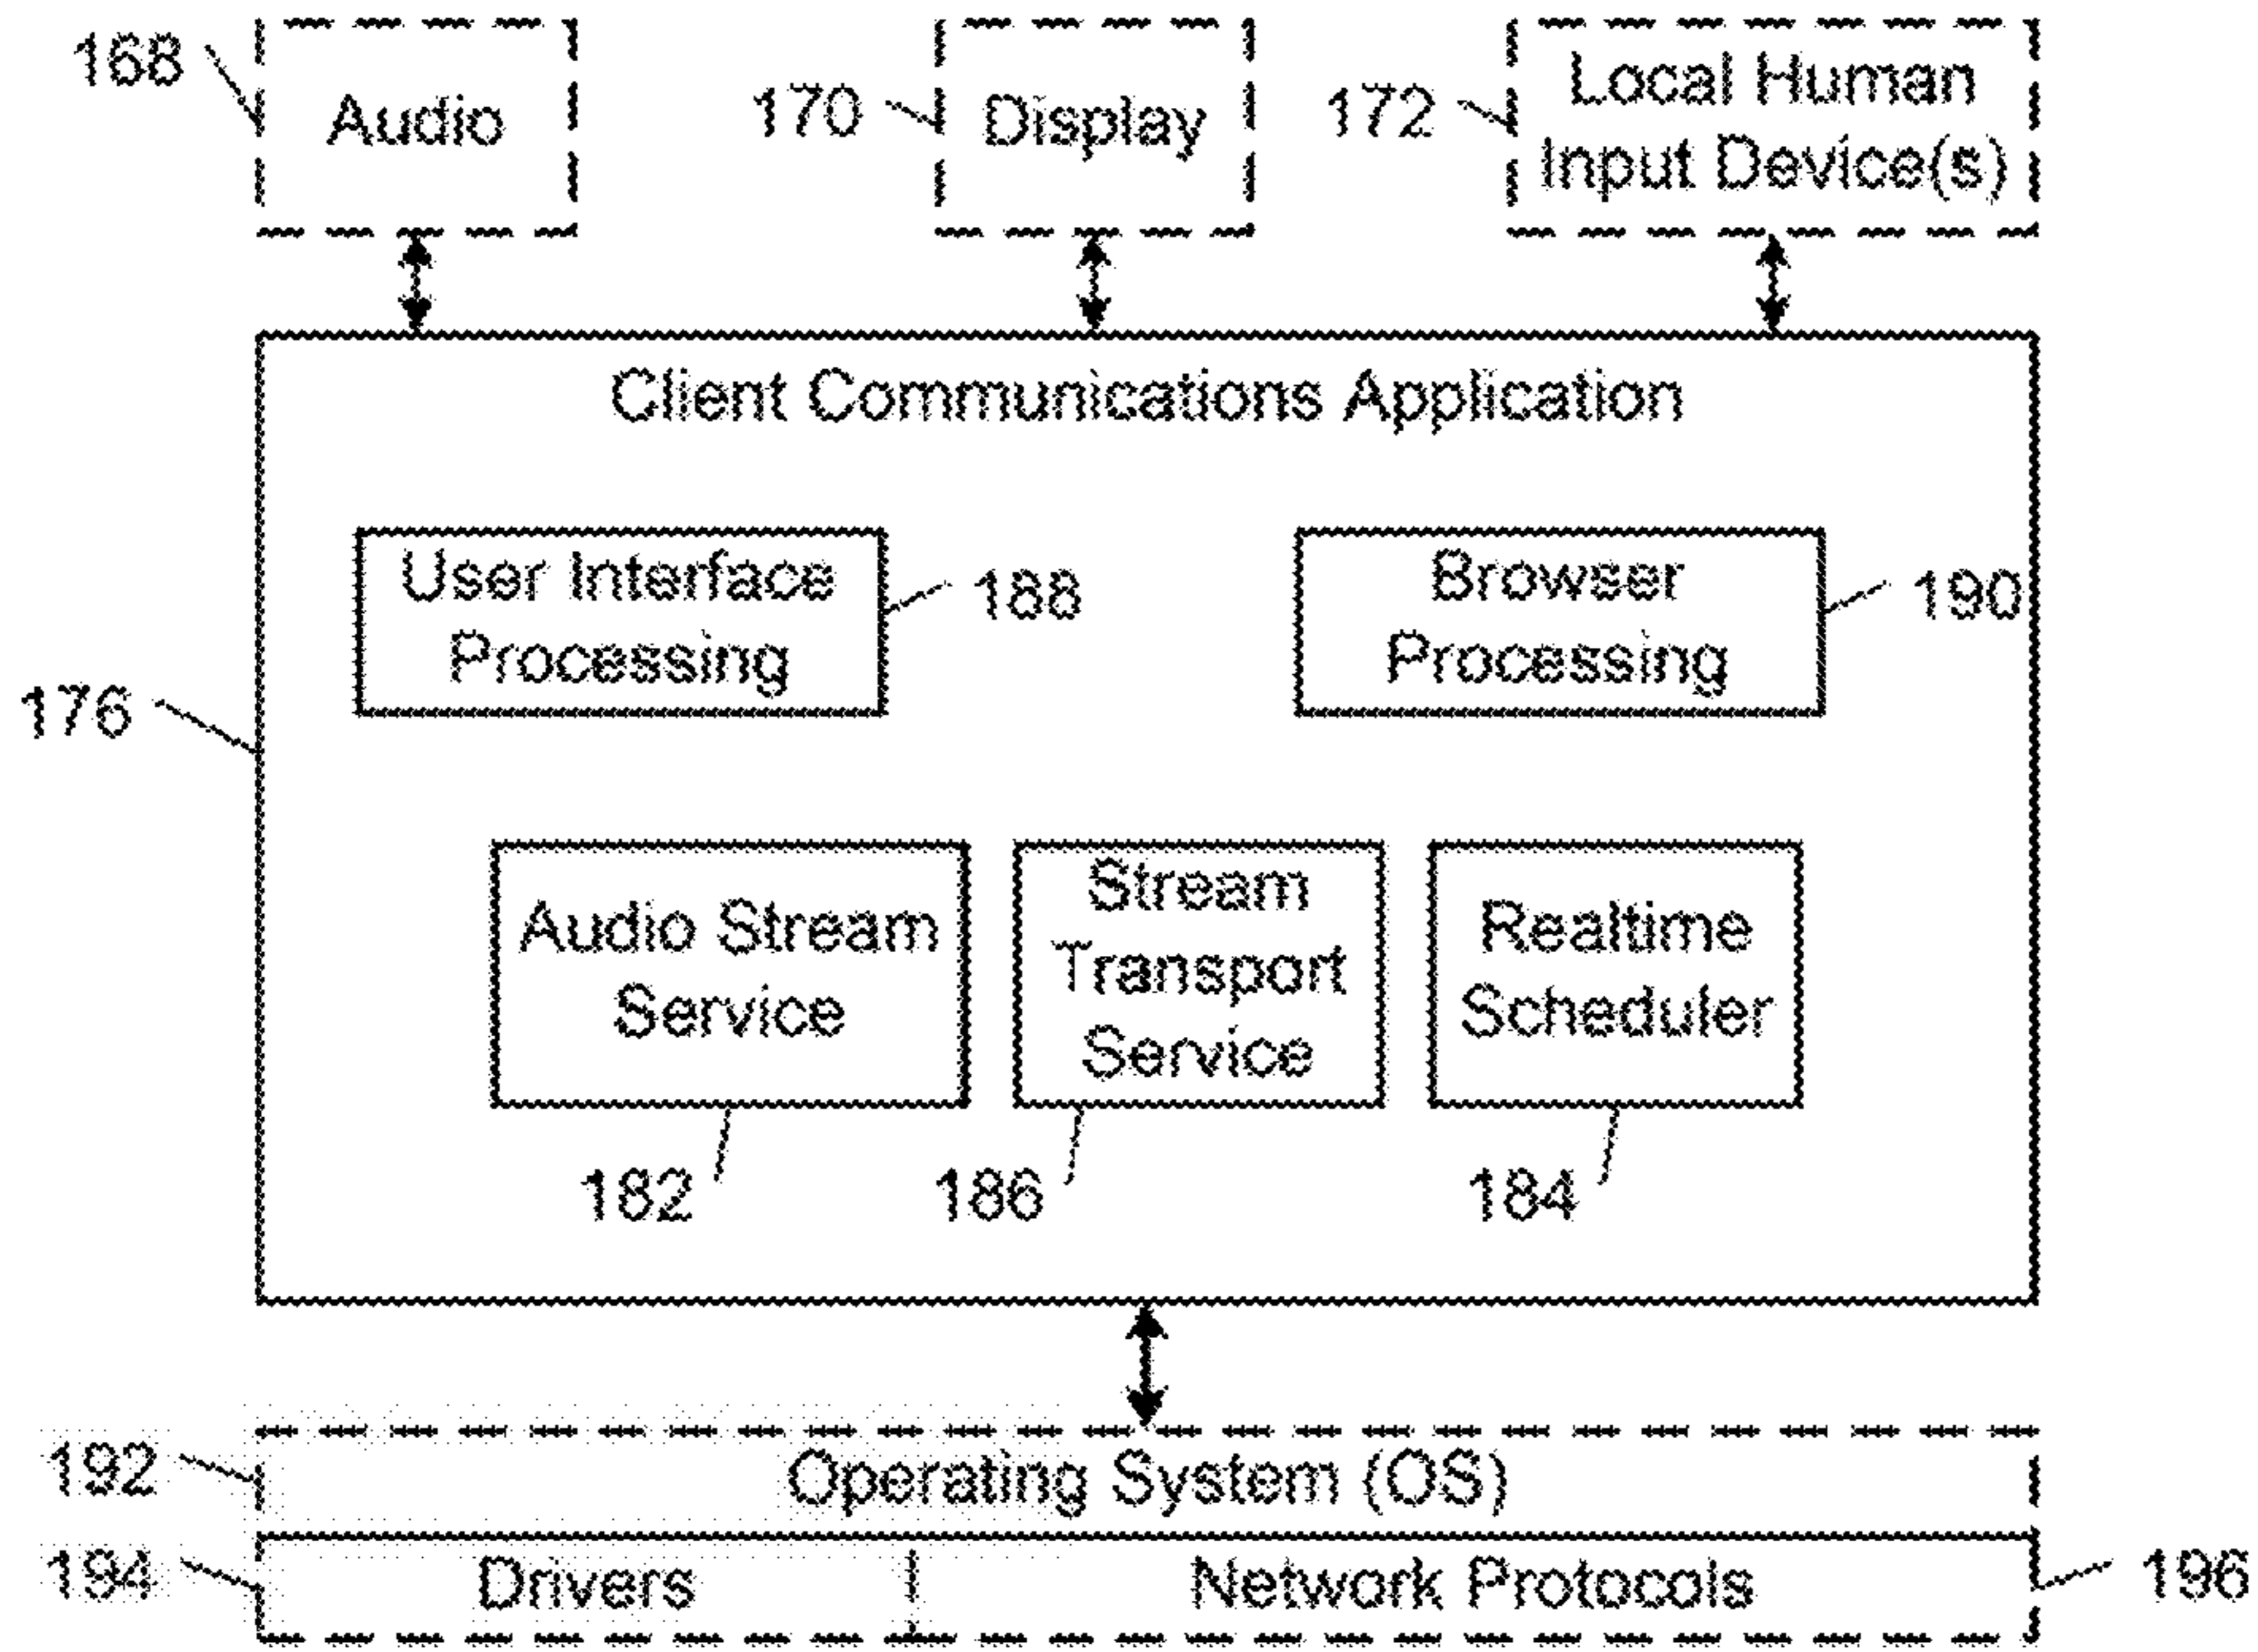 168
Audio
170
Display
172
Local Human
Input Device(s)
Client Communications Application
User Interface
Processing
188
Browser
Processing
190
176
Audio Stream
Service
Stream
Transport
Service
Realtime
Scheduler
182
186
184
192
Operating System (OS)
194
Drivers
Network Protocols
196